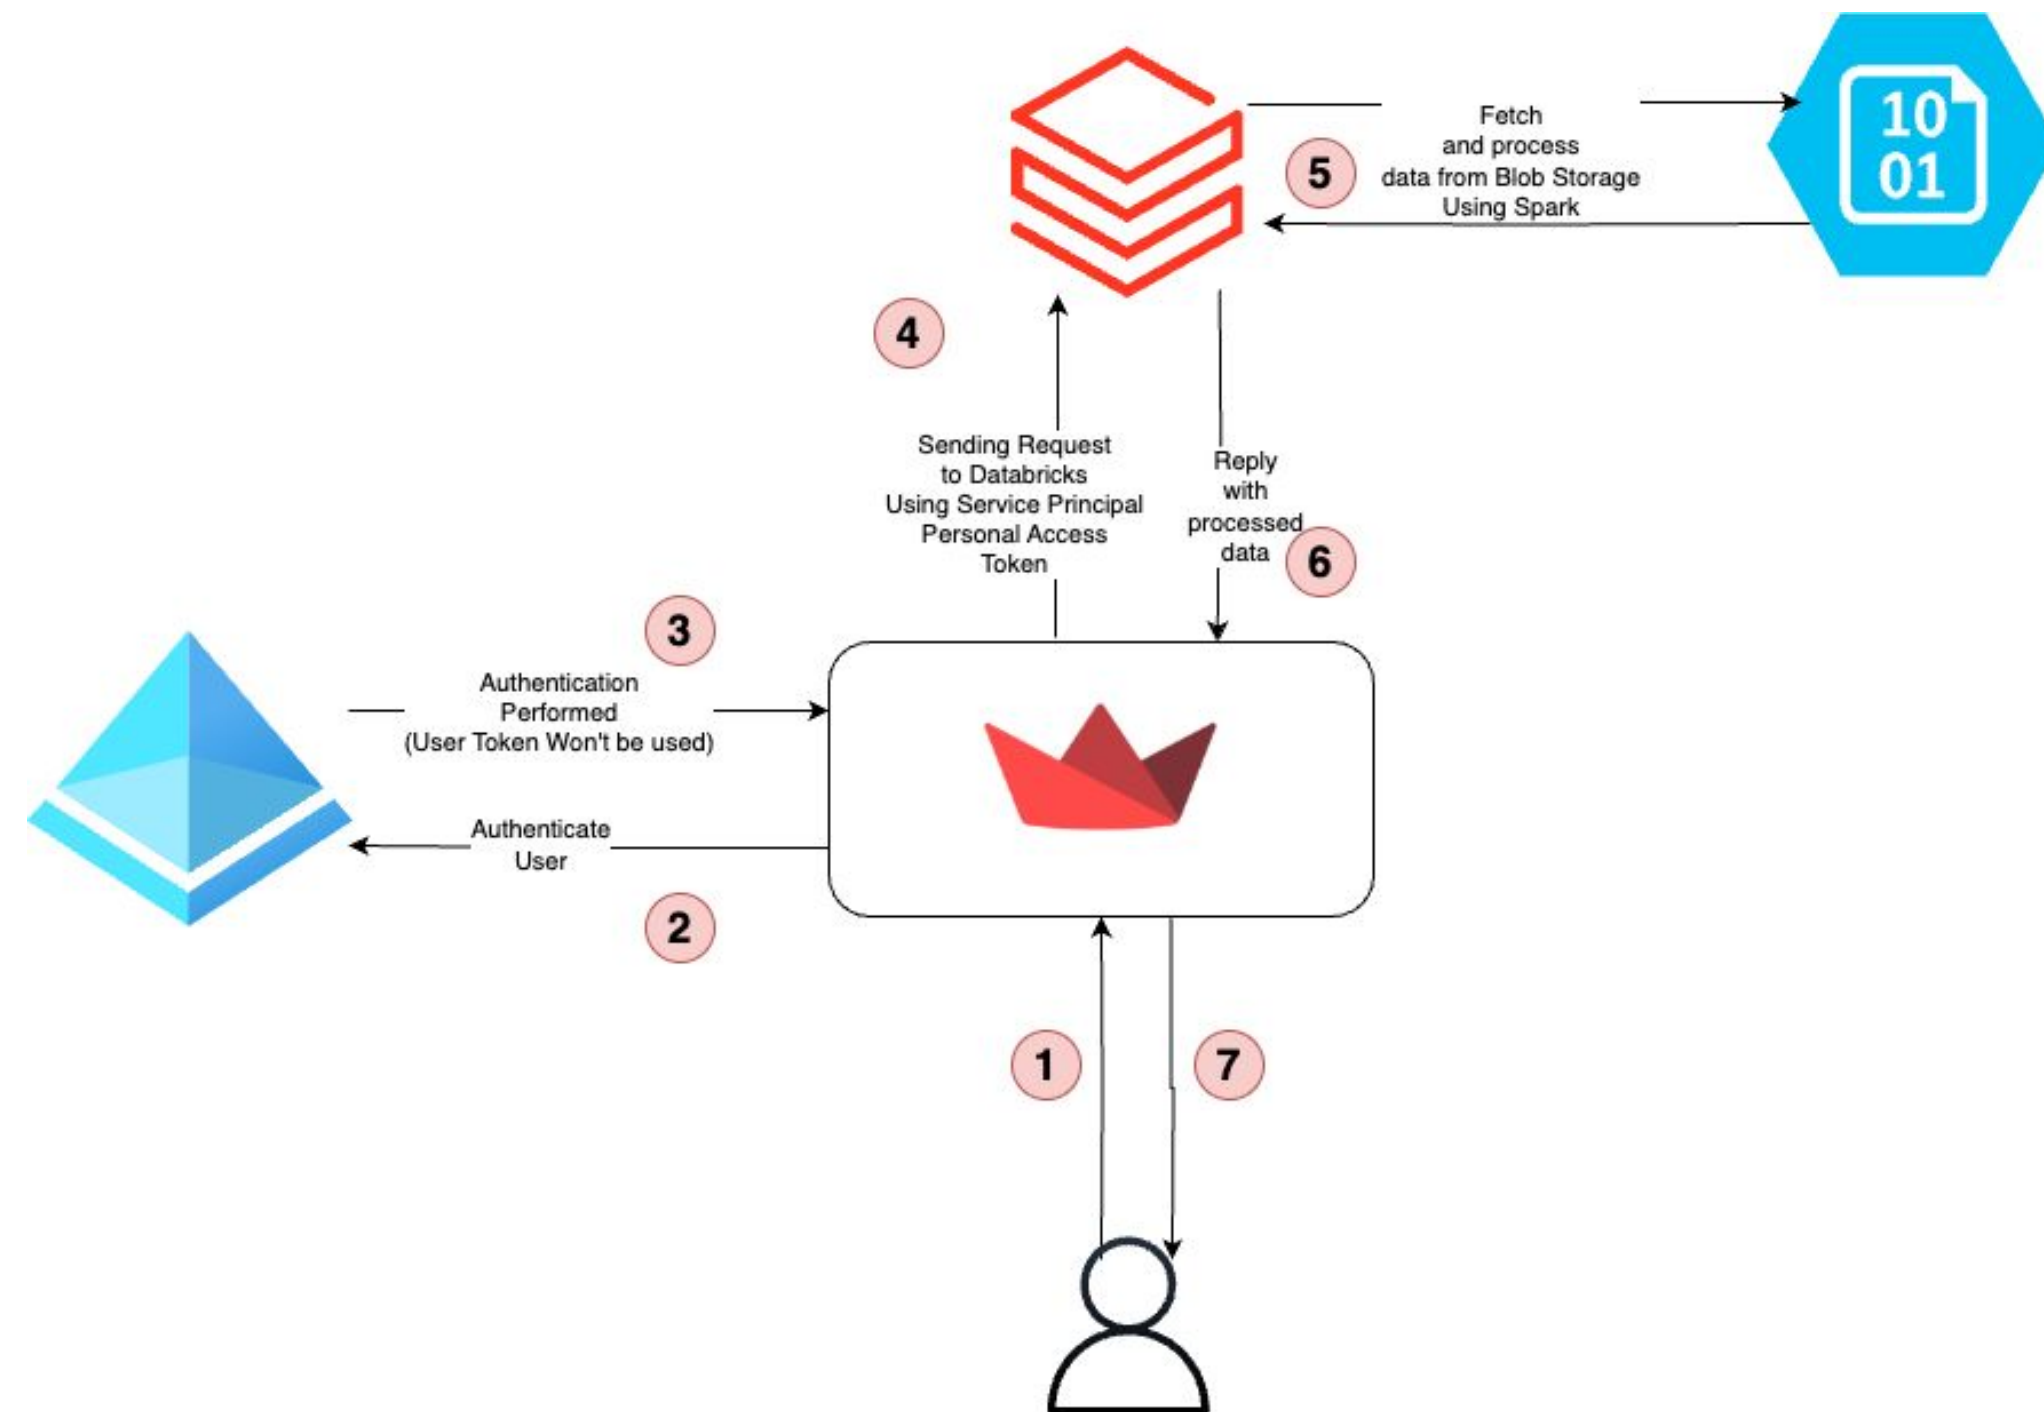 10
01
Fetch
and process
data from Blob Storage
Using Spark
5
4
Sending Request
to Databricks
Using Service Principal
Personal Access
Token
Reply
with
processed
data
6
3
Authentication
Performed
(User Token Won't be used)
Authenticate
User
2
1
7